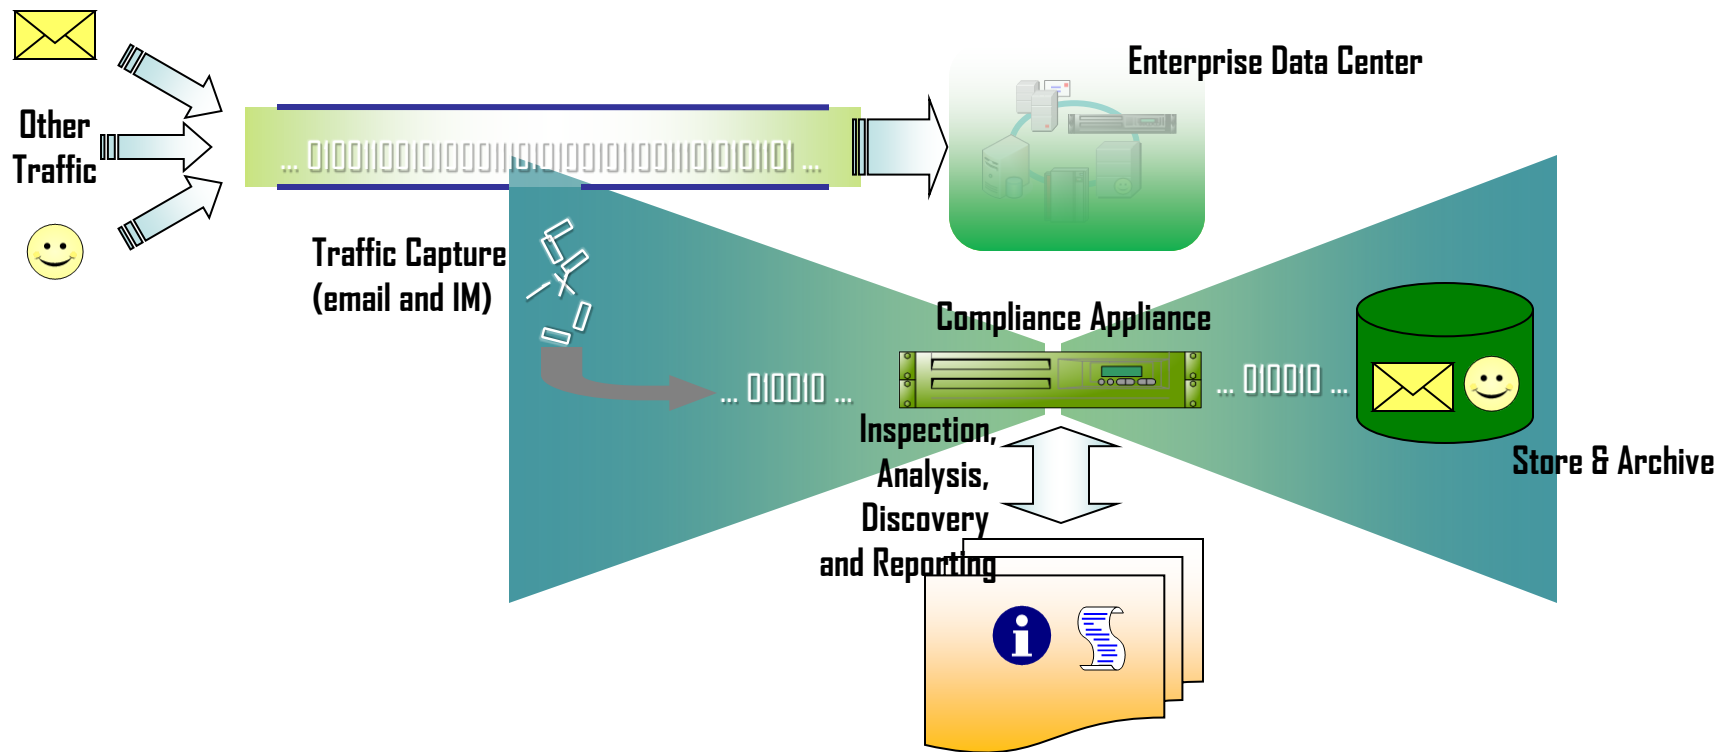 Enterprise Data Center
Other
Traffic
... 01001100101000111010100101100111010101101 ...
Traffic Capture
(email and IM)
Compliance Appliance
... 010010 ...
... 010010 ...
Inspection,
Analysis,
Discovery
and Reporting
Store & Archive
i